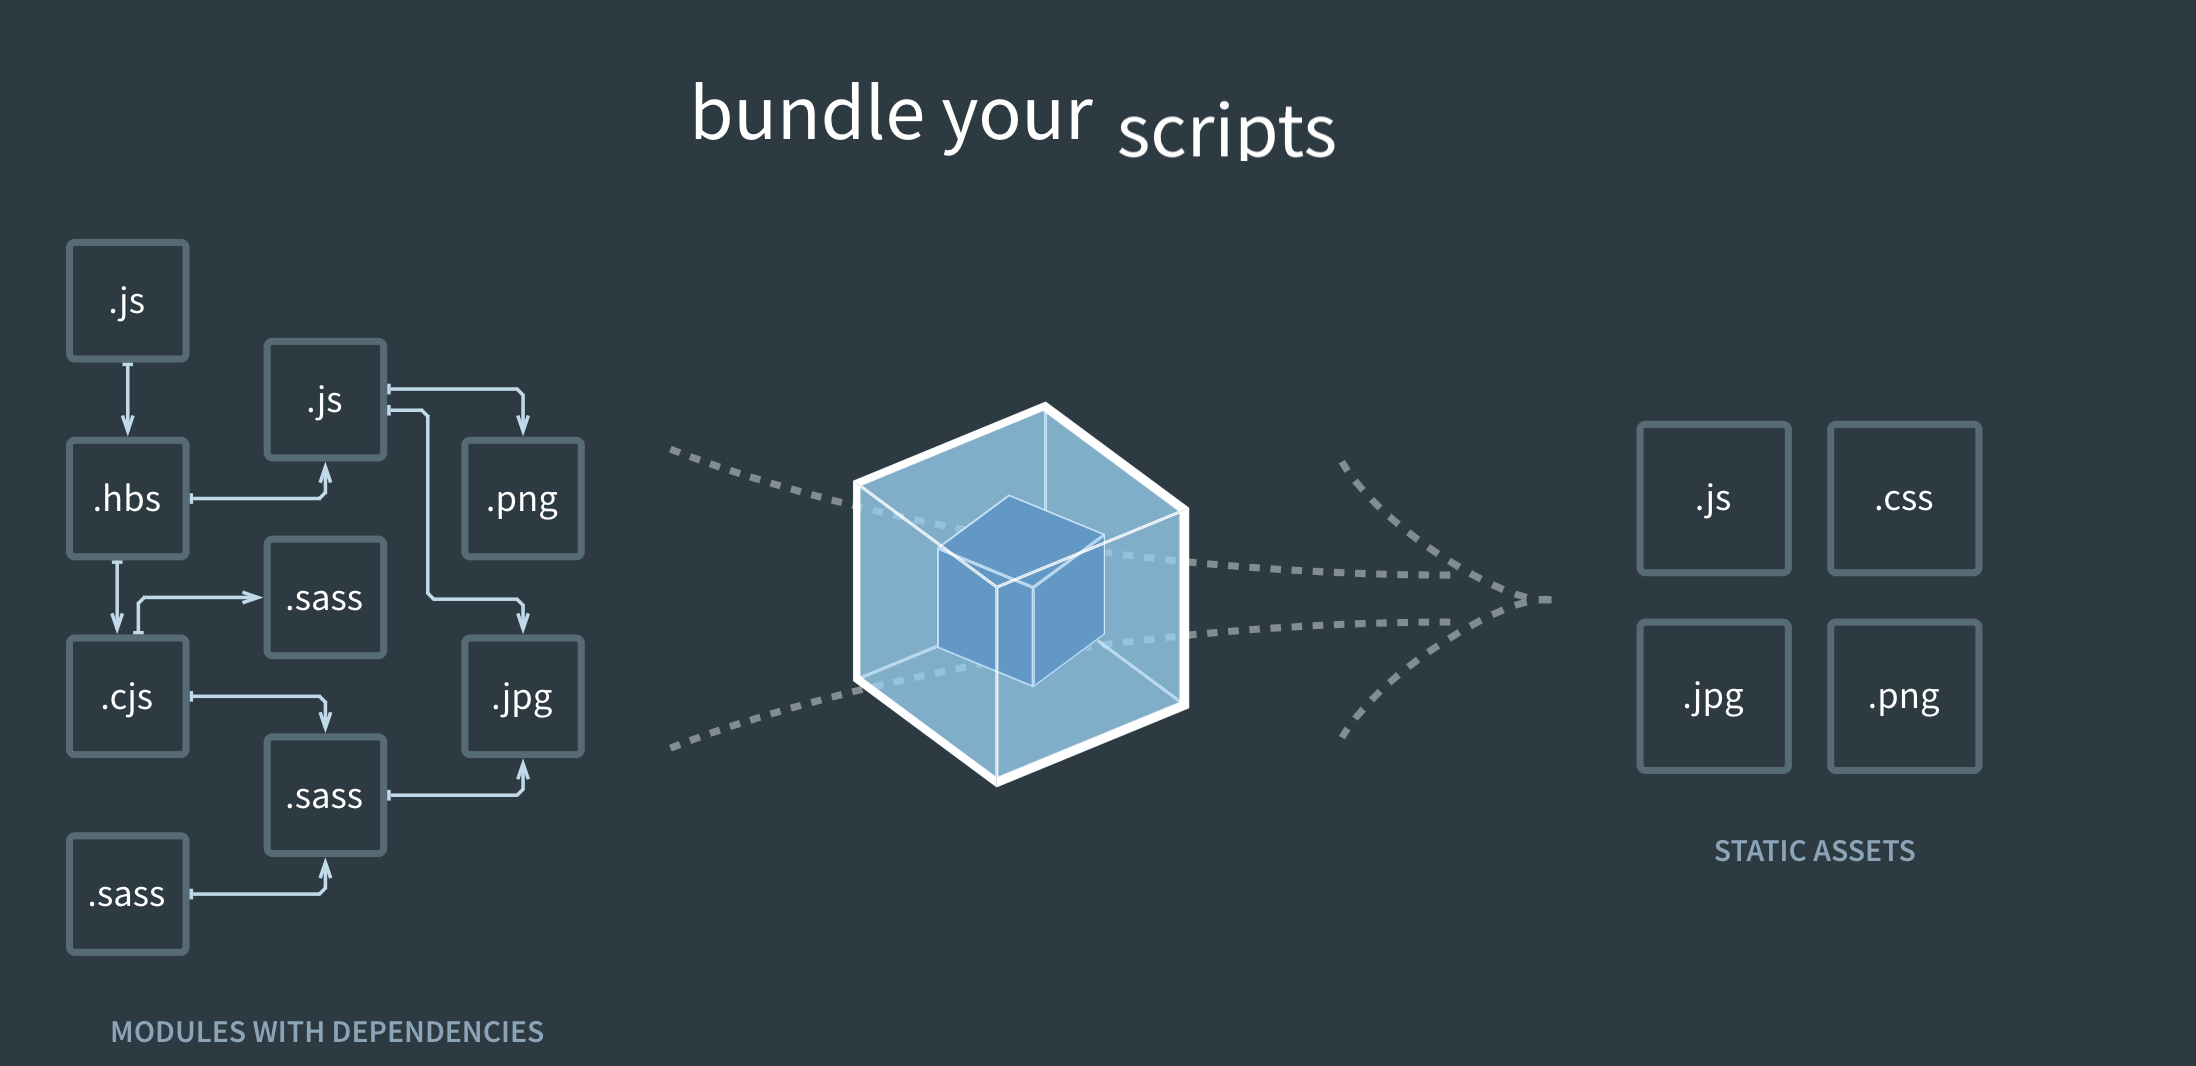 bundle your scripts
.js
.js
.hbs
.png
.sass
.cjs
.jpg
.sass
.sass
MODULES WITH DEPENDENCIES
.js
.css
.jpg
.png
STATIC ASSETS